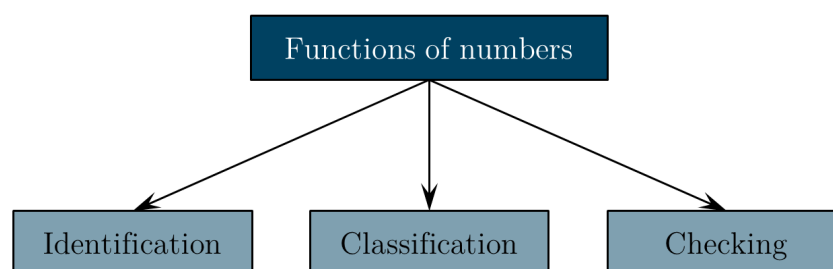 Functions of numbers
Identification
Classification
Checking